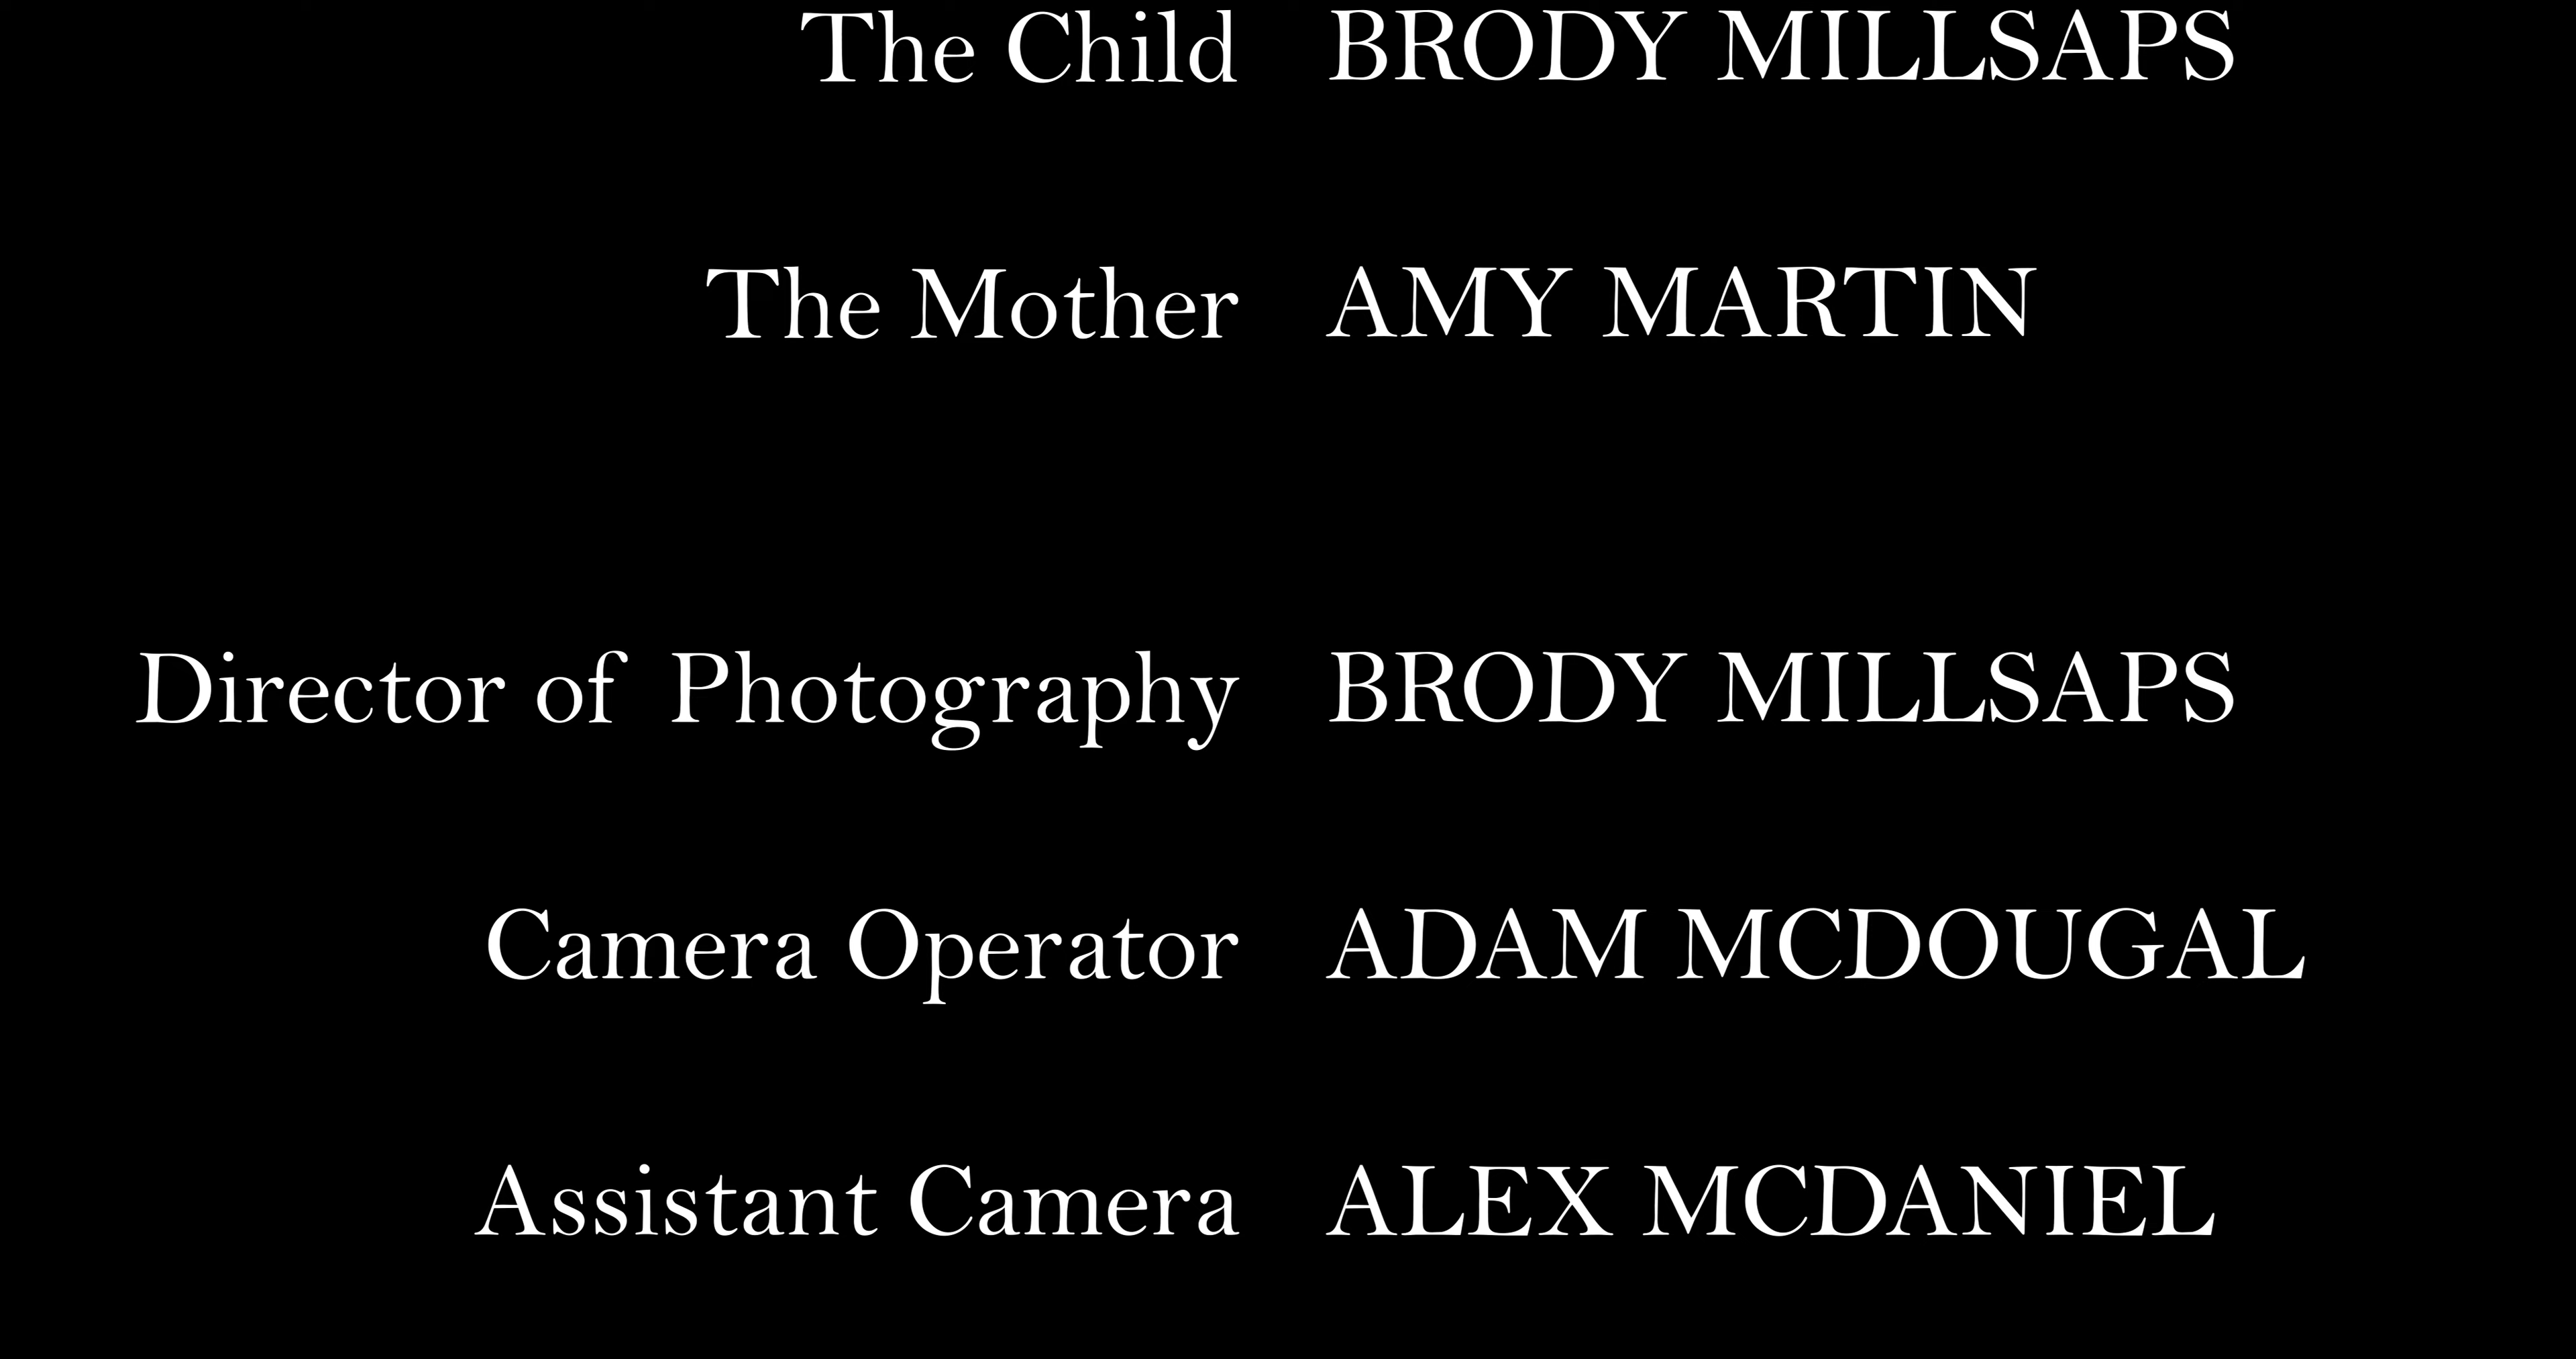 The Child BRODY MILLSAPS
The Mother AMY MARTIN
Director of Photography BRODY MILLSAPS
Camera Operator ADAM MCDOUGAL
Assistant Camera ALEX MCDANIEL